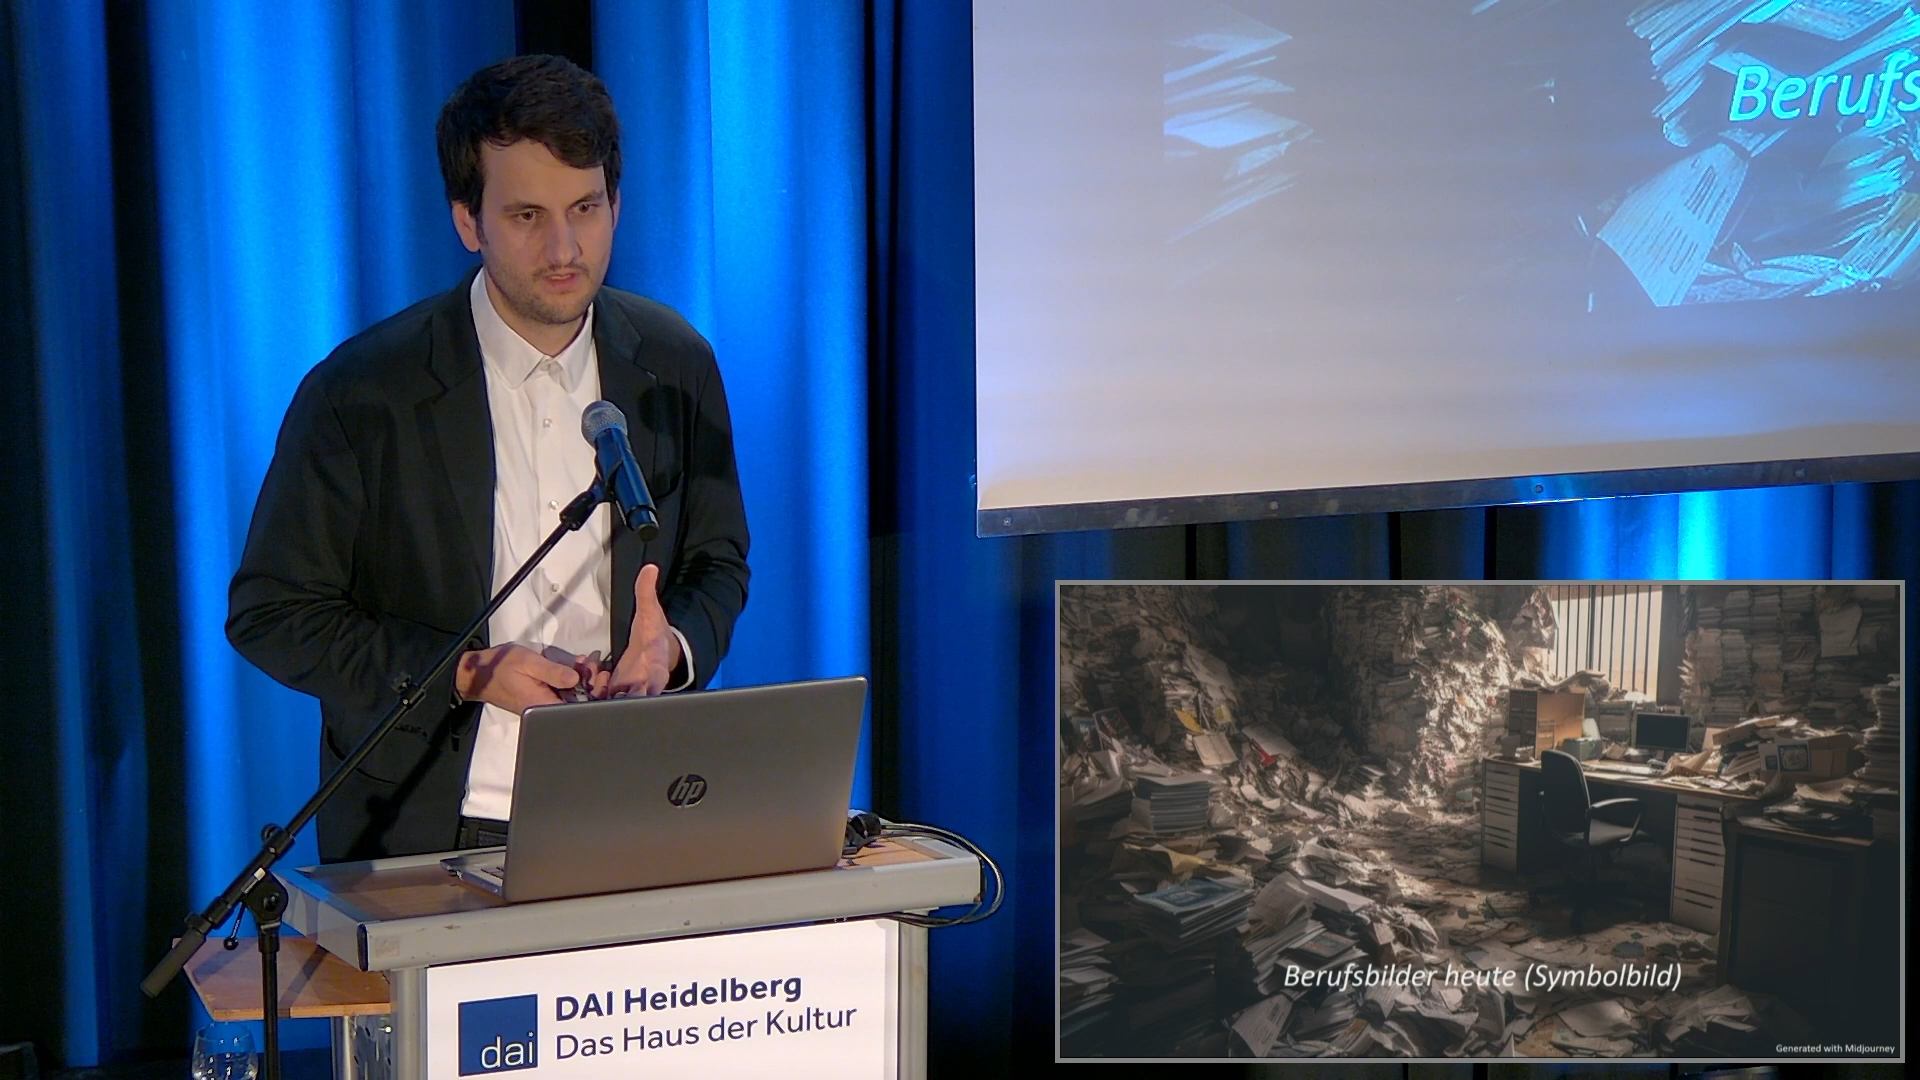 Berufs
hp
DAI Heidelberg
Das Haus der Kultur
dai
Berufsbilder heute (Symbolbild)
Generated with Midjourney